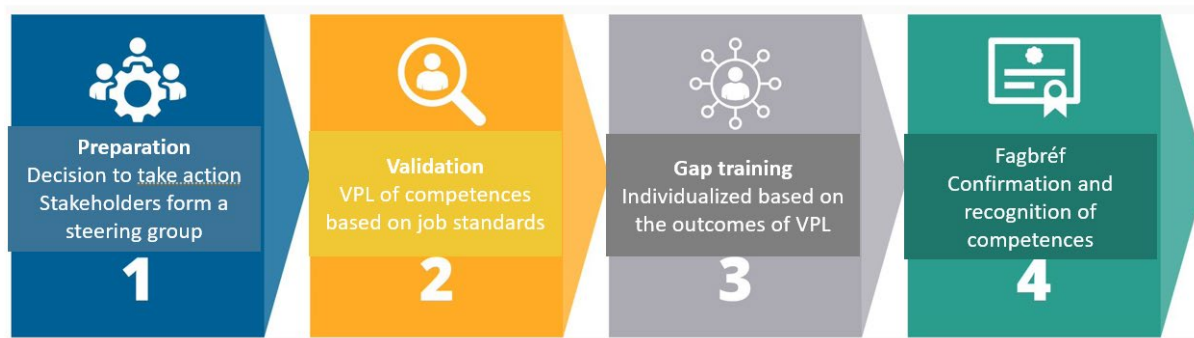 Preparation
Decision to take action
Stakeholders form a
steering group
1
Validation
VPL of competences
based on job standards
2
Gap training
Individualized based on
the outcomes of VPL
3
Fagbréf
Confirmation and
recognition of
competences
4